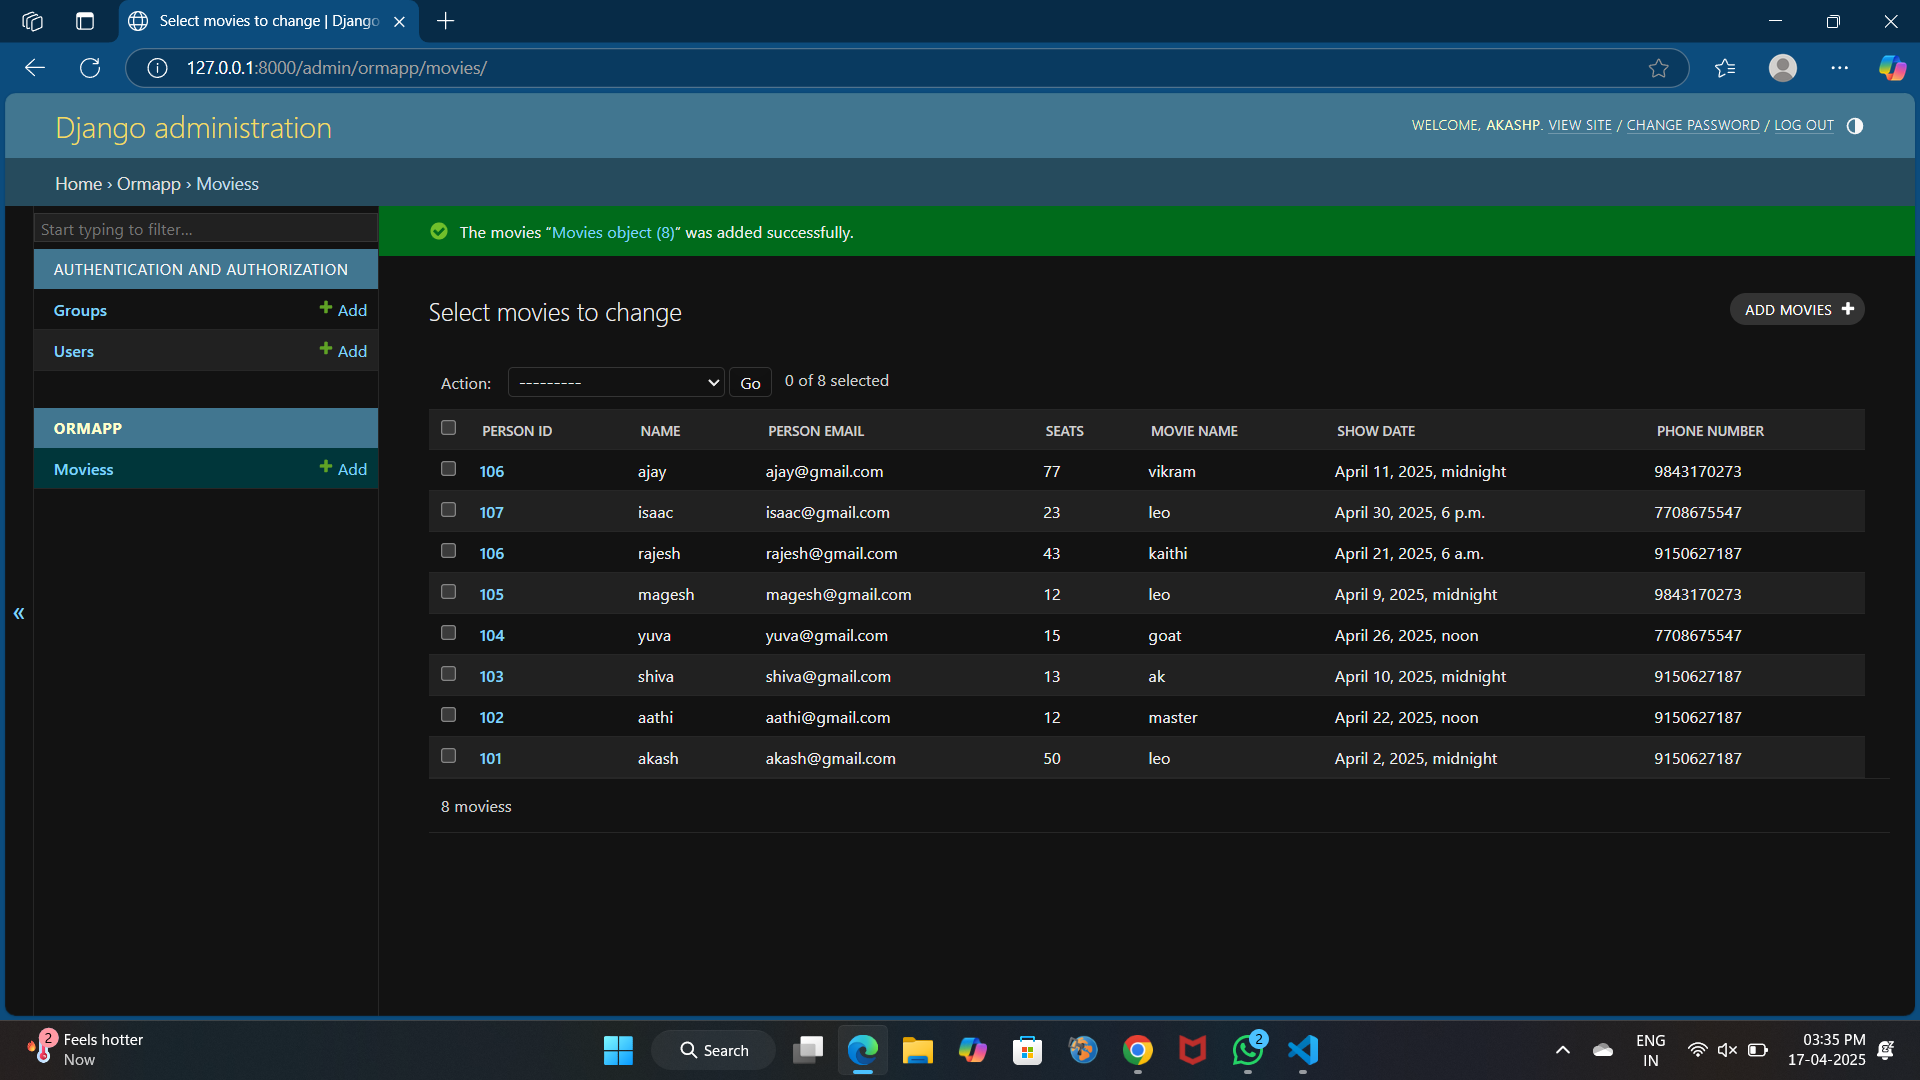 Select movies to change | Django
127.0.0.1:8000/admin/ormapp/movies/
Django administration
WELCOME, AKASHP. VIEW SITE / CHANGE PASSWORD / LOG OUT
Home › Ormapp › Moviess
Start typing to filter...
AUTHENTICATION AND AUTHORIZATION
Groups + Add
Users + Add
ORMAPP
Moviess + Add
«
The movies “Movies object (8)” was added successfully.
Select movies to change
ADD MOVIES +
Action: --------- Go 0 of 8 selected
PERSON ID NAME PERSON EMAIL SEATS MOVIE NAME SHOW DATE PHONE NUMBER
106 ajay ajay@gmail.com 77 vikram April 11, 2025, midnight 9843170273
107 isaac isaac@gmail.com 23 leo April 30, 2025, 6 p.m. 7708675547
106 rajesh rajesh@gmail.com 43 kaithi April 21, 2025, 6 a.m. 9150627187
105 magesh magesh@gmail.com 12 leo April 9, 2025, midnight 9843170273
104 yuva yuva@gmail.com 15 goat April 26, 2025, noon 7708675547
103 shiva shiva@gmail.com 13 ak April 10, 2025, midnight 9150627187
102 aathi aathi@gmail.com 12 master April 22, 2025, noon 9150627187
101 akash akash@gmail.com 50 leo April 2, 2025, midnight 9150627187
8 moviess
2
Feels hotter
Now
Search
2
ENG
IN
03:35 PM
17-04-2025